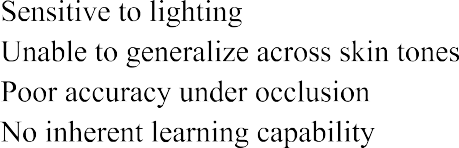 Sensitive to lighting
Unable to generalize across skin tones
Poor accuracy under occlusion
No inherent learning capability